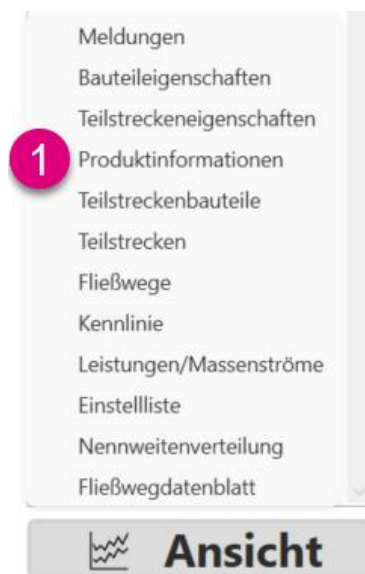 Meldungen
Bauteileigenschaften
Teilstreckeneigenschaften
1 Produktinformationen
Teilstreckenbauteile
Teilstrecken
Fließwege
Kennlinie
Leistungen/Massenströme
Einstellliste
Nennweitenverteilung
Fließwegdatenblatt
Ansicht